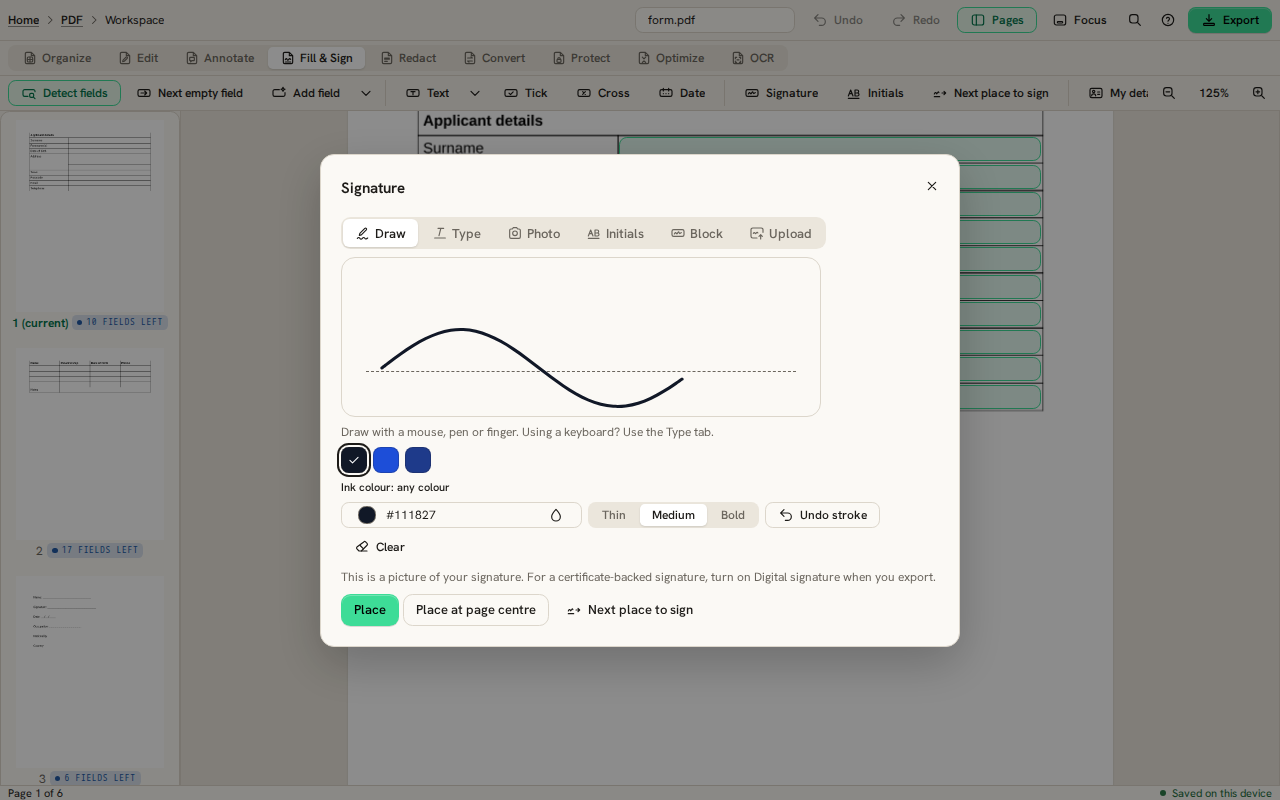 Home > PDF > Workspace
form.pdf
Undo
Redo
Pages
Focus
Export
Organize
Edit
Annotate
Fill & Sign
Redact
Convert
Protect
Optimize
OCR
Detect fields
Next empty field
Add field
Text
Tick
Cross
Date
Signature
AB Initials
Next place to sign
My deta
125%
Applicant details
Surname
1 (current)
10 FIELDS LEFT
2
17 FIELDS LEFT
3
6 FIELDS LEFT
Signature
Draw
Type
Photo
AB Initials
Block
Upload
Draw with a mouse, pen or finger. Using a keyboard? Use the Type tab.
Ink colour: any colour
#111827
Thin
Medium
Bold
Undo stroke
Clear
This is a picture of your signature. For a certificate-backed signature, turn on Digital signature when you export.
Place
Place at page centre
Next place to sign
Page 1 of 6
Saved on this device